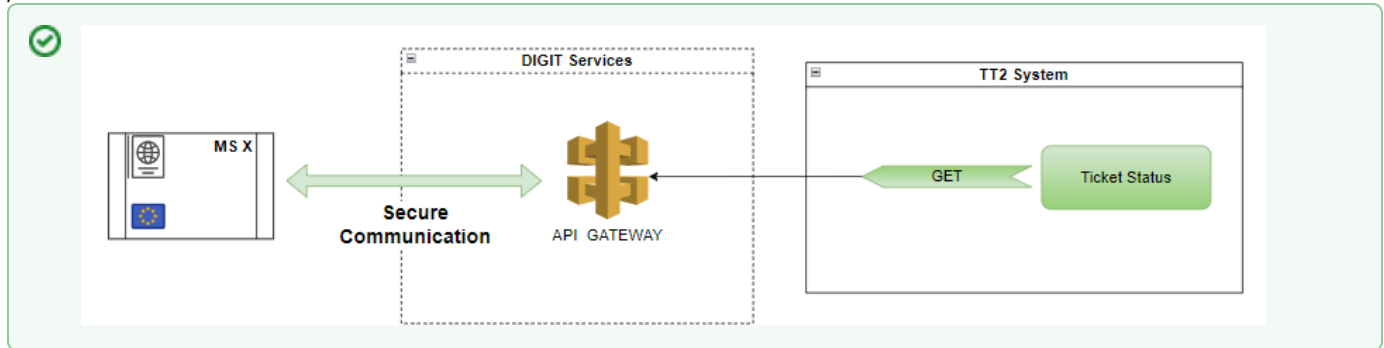 DIGIT Services
TT2 System
MS X
GET
Ticket Status
Secure
Communication
API GATEWAY